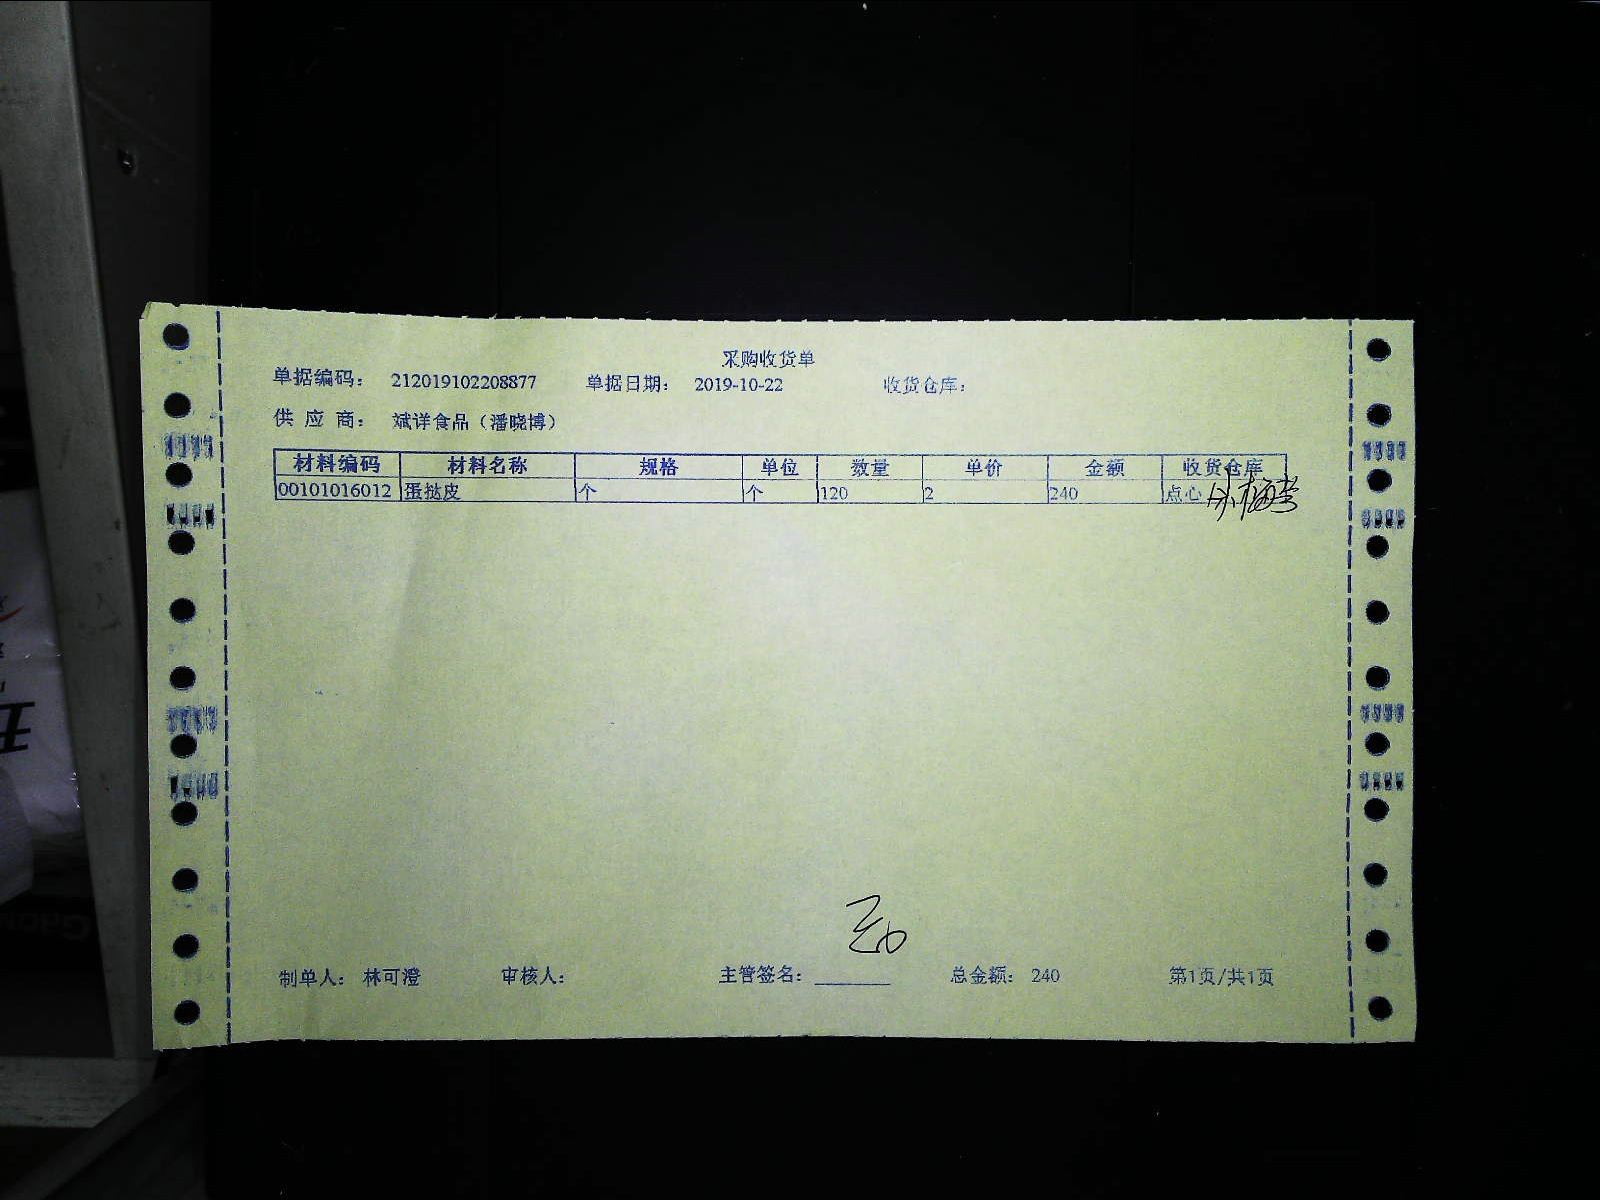 采购收货单
单据编码： 212019102208877 单据日期： 2019-10-22 收货仓库：
供 应 商： 斌详食品（潘晓博）
材料编码 材料名称 规格 单位 数量 单价 金额 收货仓库
00101016012 蛋挞皮 个 个 120 2 240 点心
制单人： 林可澄 审核人： 主管签名： 总金额： 240 第1页/共1页